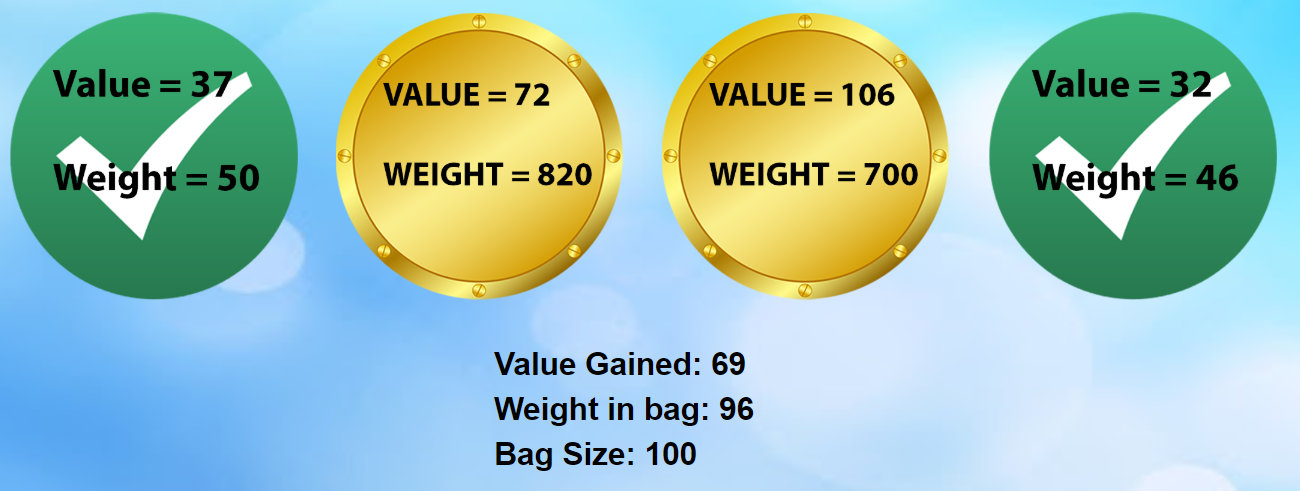 Value = 37
Weight = 50
VALUE = 72
WEIGHT = 820
VALUE = 106
WEIGHT = 700
Value = 32
Weight = 46
Value Gained: 69
Weight in bag: 96
Bag Size: 100